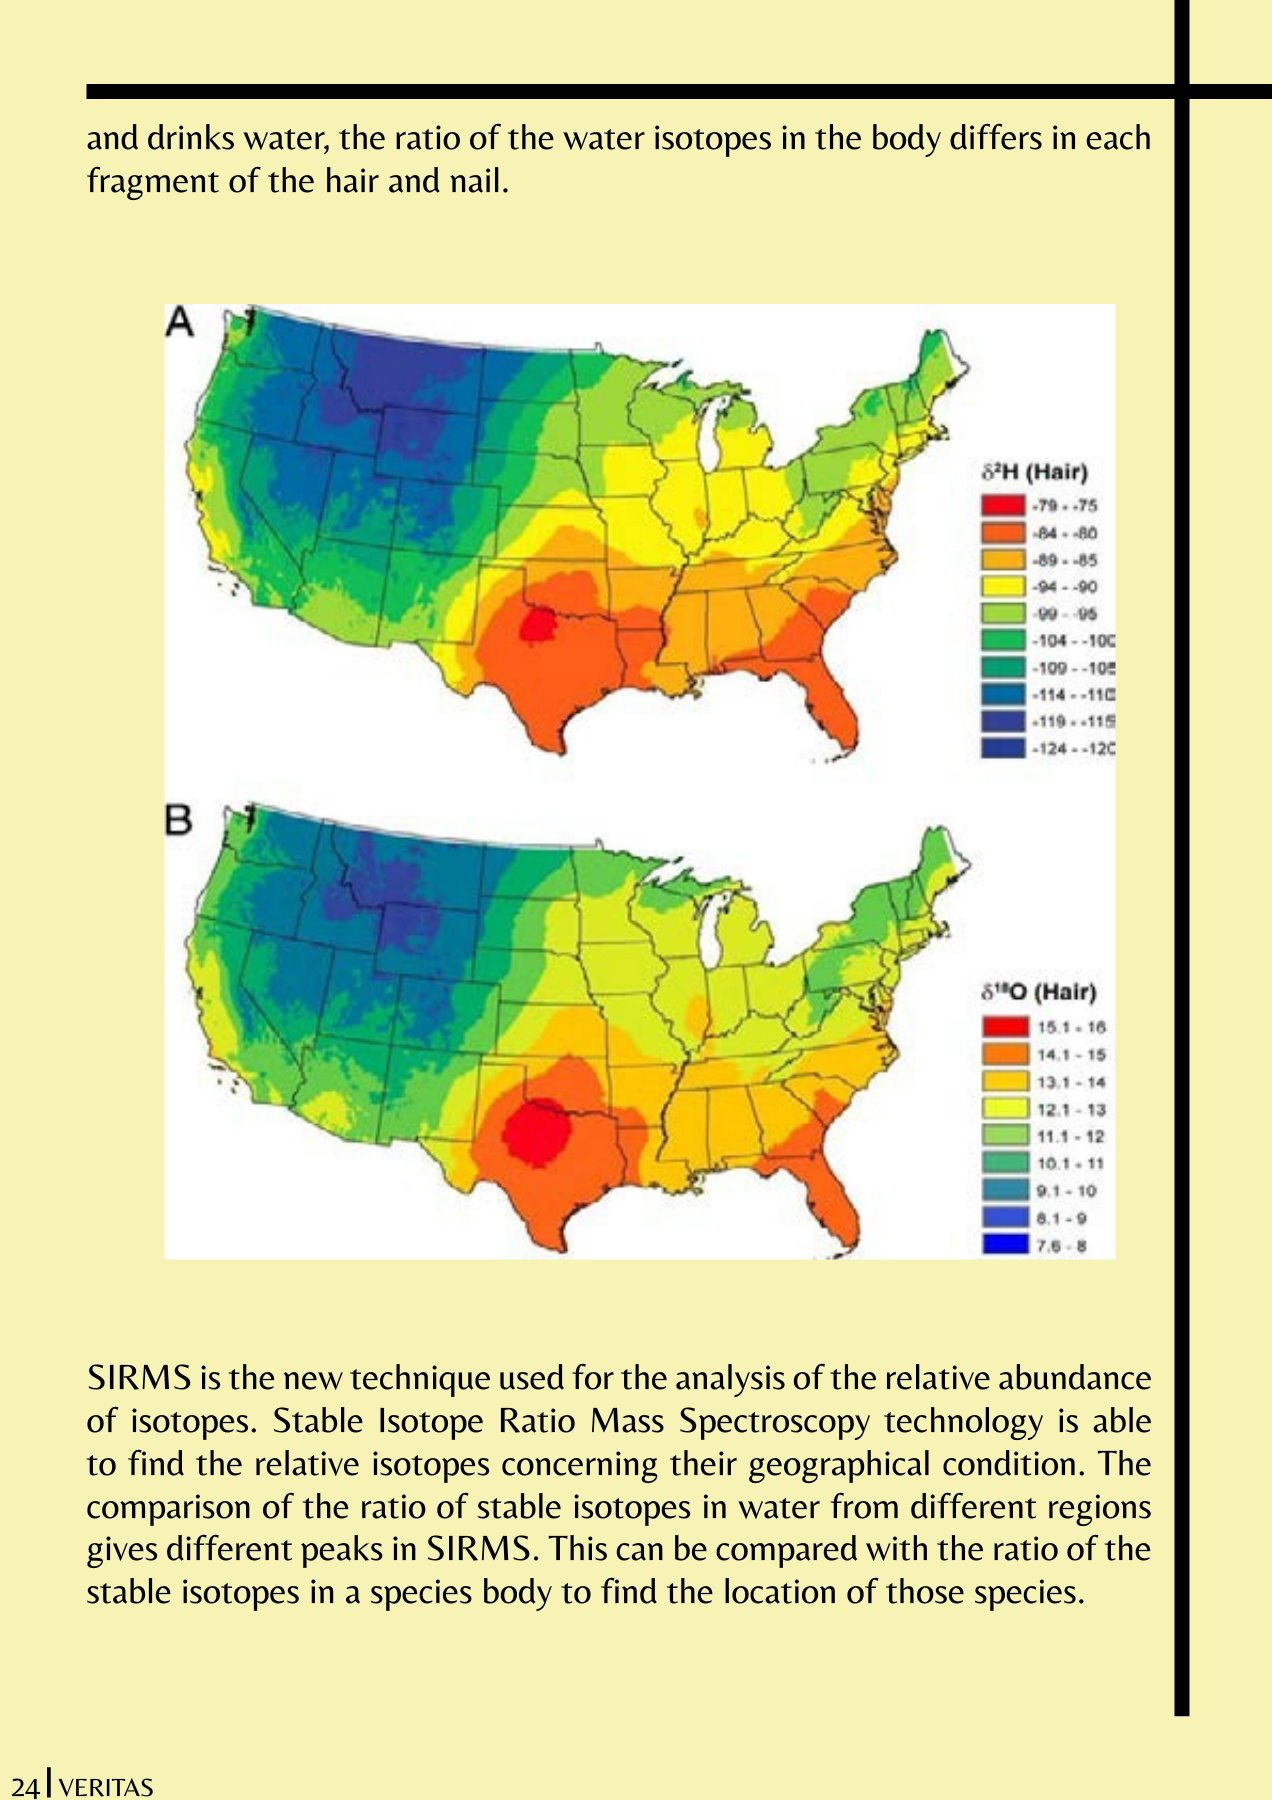 and drinks water, the ratio of the water isotopes in the body differs in each
fragment of the hair and nail.
A
δ²H (Hair)
-79 - -75
-84 - -80
-89 - -85
-94 - -90
-99 - -95
-104 - -100
-109 - -105
-114 - -110
-119 - -115
-124 - -120
B
δ¹⁸O (Hair)
15.1 - 16
14.1 - 15
13.1 - 14
12.1 - 13
11.1 - 12
10.1 - 11
9.1 - 10
8.1 - 9
7.6 - 8
SIRMS is the new technique used for the analysis of the relative abundance
of isotopes. Stable Isotope Ratio Mass Spectroscopy technology is able
to find the relative isotopes concerning their geographical condition. The
comparison of the ratio of stable isotopes in water from different regions
gives different peaks in SIRMS. This can be compared with the ratio of the
stable isotopes in a species body to find the location of those species.
24 | VERITAS